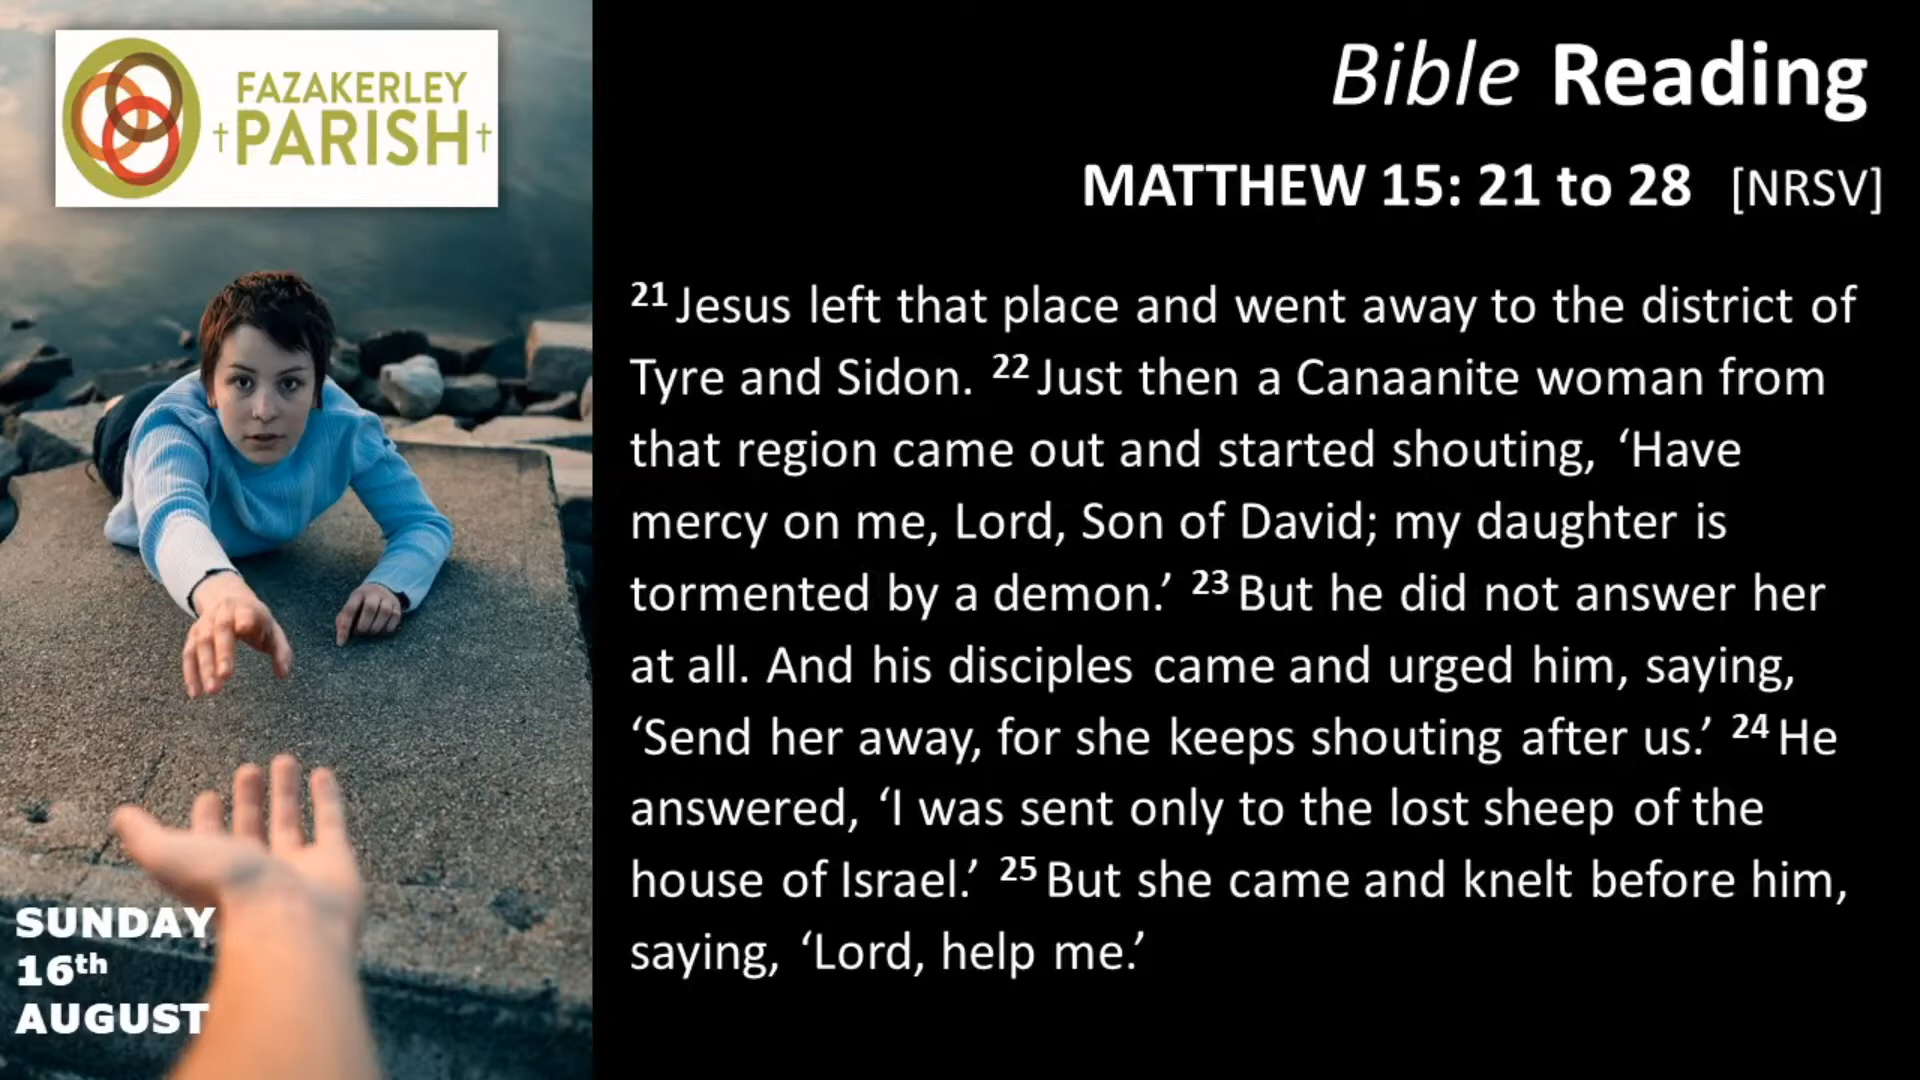 FAZAKERLEY
†PARISH†
SUNDAY
16th
AUGUST
Bible Reading
MATTHEW 15: 21 to 28 [NRSV]
21 Jesus left that place and went away to the district of
Tyre and Sidon. 22 Just then a Canaanite woman from
that region came out and started shouting, ‘Have
mercy on me, Lord, Son of David; my daughter is
tormented by a demon.’ 23 But he did not answer her
at all. And his disciples came and urged him, saying,
‘Send her away, for she keeps shouting after us.’ 24 He
answered, ‘I was sent only to the lost sheep of the
house of Israel.’ 25 But she came and knelt before him,
saying, ‘Lord, help me.’